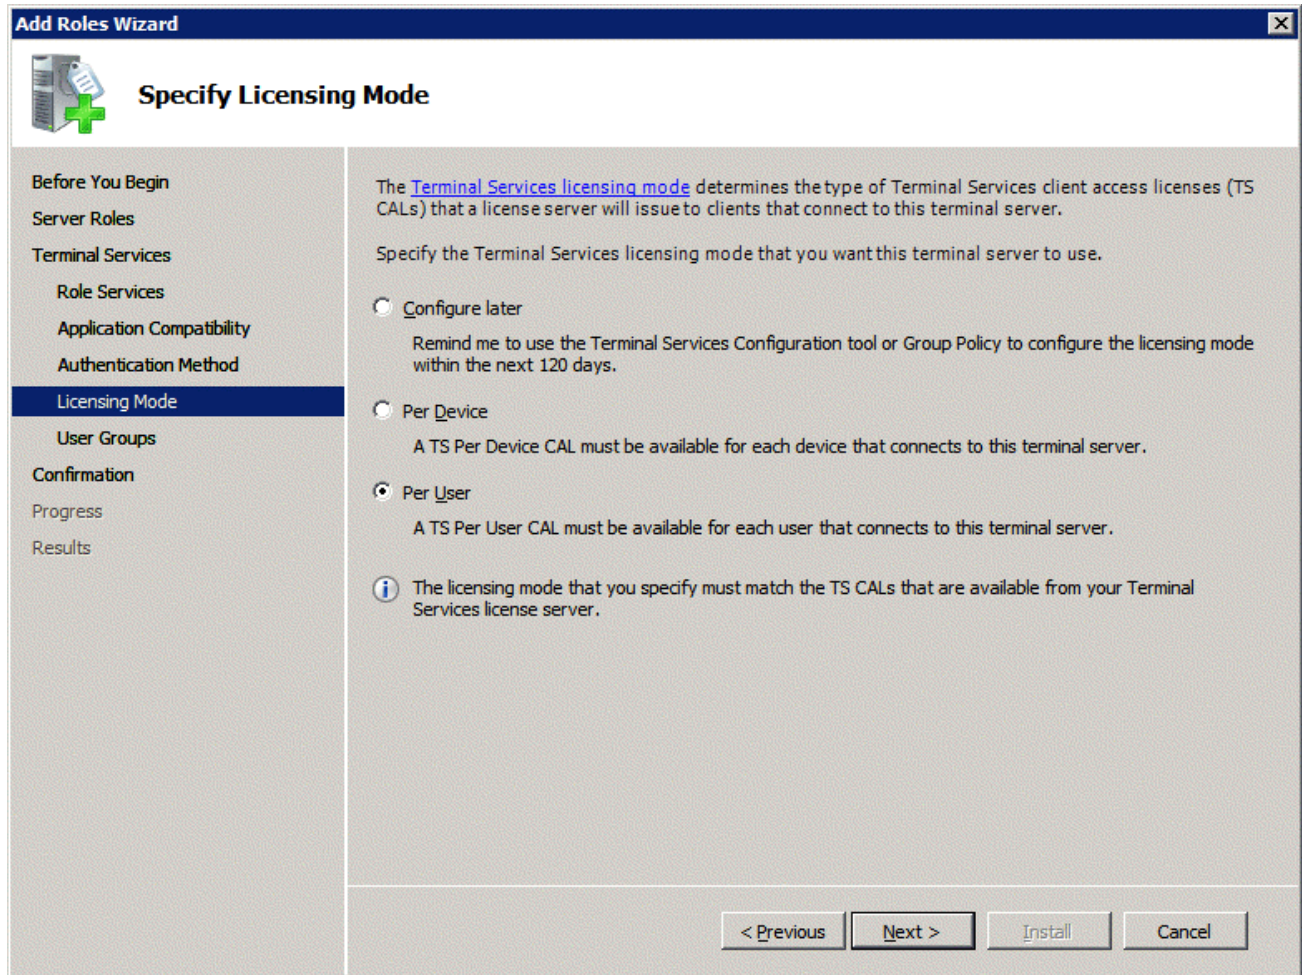 Add Roles Wizard
Specify Licensing Mode
Before You Begin
Server Roles
Terminal Services
Role Services
Application Compatibility
Authentication Method
Licensing Mode
User Groups
Confirmation
Progress
Results
The Terminal Services licensing mode determines the type of Terminal Services client access licenses (TS
CALs) that a license server will issue to clients that connect to this terminal server.
Specify the Terminal Services licensing mode that you want this terminal server to use.
Configure later
Remind me to use the Terminal Services Configuration tool or Group Policy to configure the licensing mode
within the next 120 days.
Per Device
A TS Per Device CAL must be available for each device that connects to this terminal server.
Per User
A TS Per User CAL must be available for each user that connects to this terminal server.
The licensing mode that you specify must match the TS CALs that are available from your Terminal
Services license server.
< Previous Next > Install Cancel